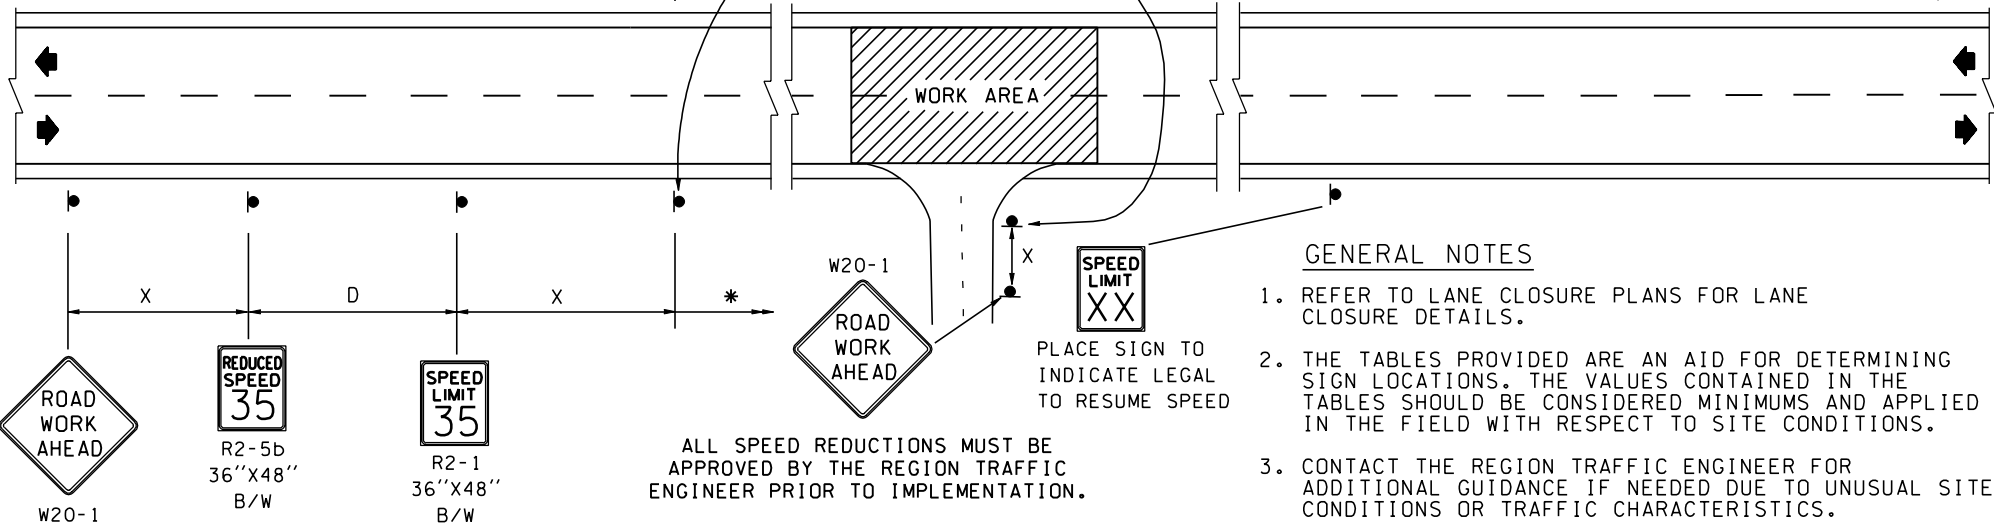 WORK AREA
X
D
X
*
ROAD
WORK
AHEAD
W20-1
REDUCED
SPEED
35
R2-5b
36"X48"
B/W
SPEED
LIMIT
35
R2-1
36"X48"
B/W
W20-1
ROAD
WORK
AHEAD
X
SPEED
LIMIT
XX
PLACE SIGN TO
INDICATE LEGAL
TO RESUME SPEED
ALL SPEED REDUCTIONS MUST BE
APPROVED BY THE REGION TRAFFIC
ENGINEER PRIOR TO IMPLEMENTATION.
GENERAL NOTES
1. REFER TO LANE CLOSURE PLANS FOR LANE
CLOSURE DETAILS.
2. THE TABLES PROVIDED ARE AN AID FOR DETERMINING
SIGN LOCATIONS. THE VALUES CONTAINED IN THE
TABLES SHOULD BE CONSIDERED MINIMUMS AND APPLIED
IN THE FIELD WITH RESPECT TO SITE CONDITIONS.
3. CONTACT THE REGION TRAFFIC ENGINEER FOR
ADDITIONAL GUIDANCE IF NEEDED DUE TO UNUSUAL SITE
CONDITIONS OR TRAFFIC CHARACTERISTICS.